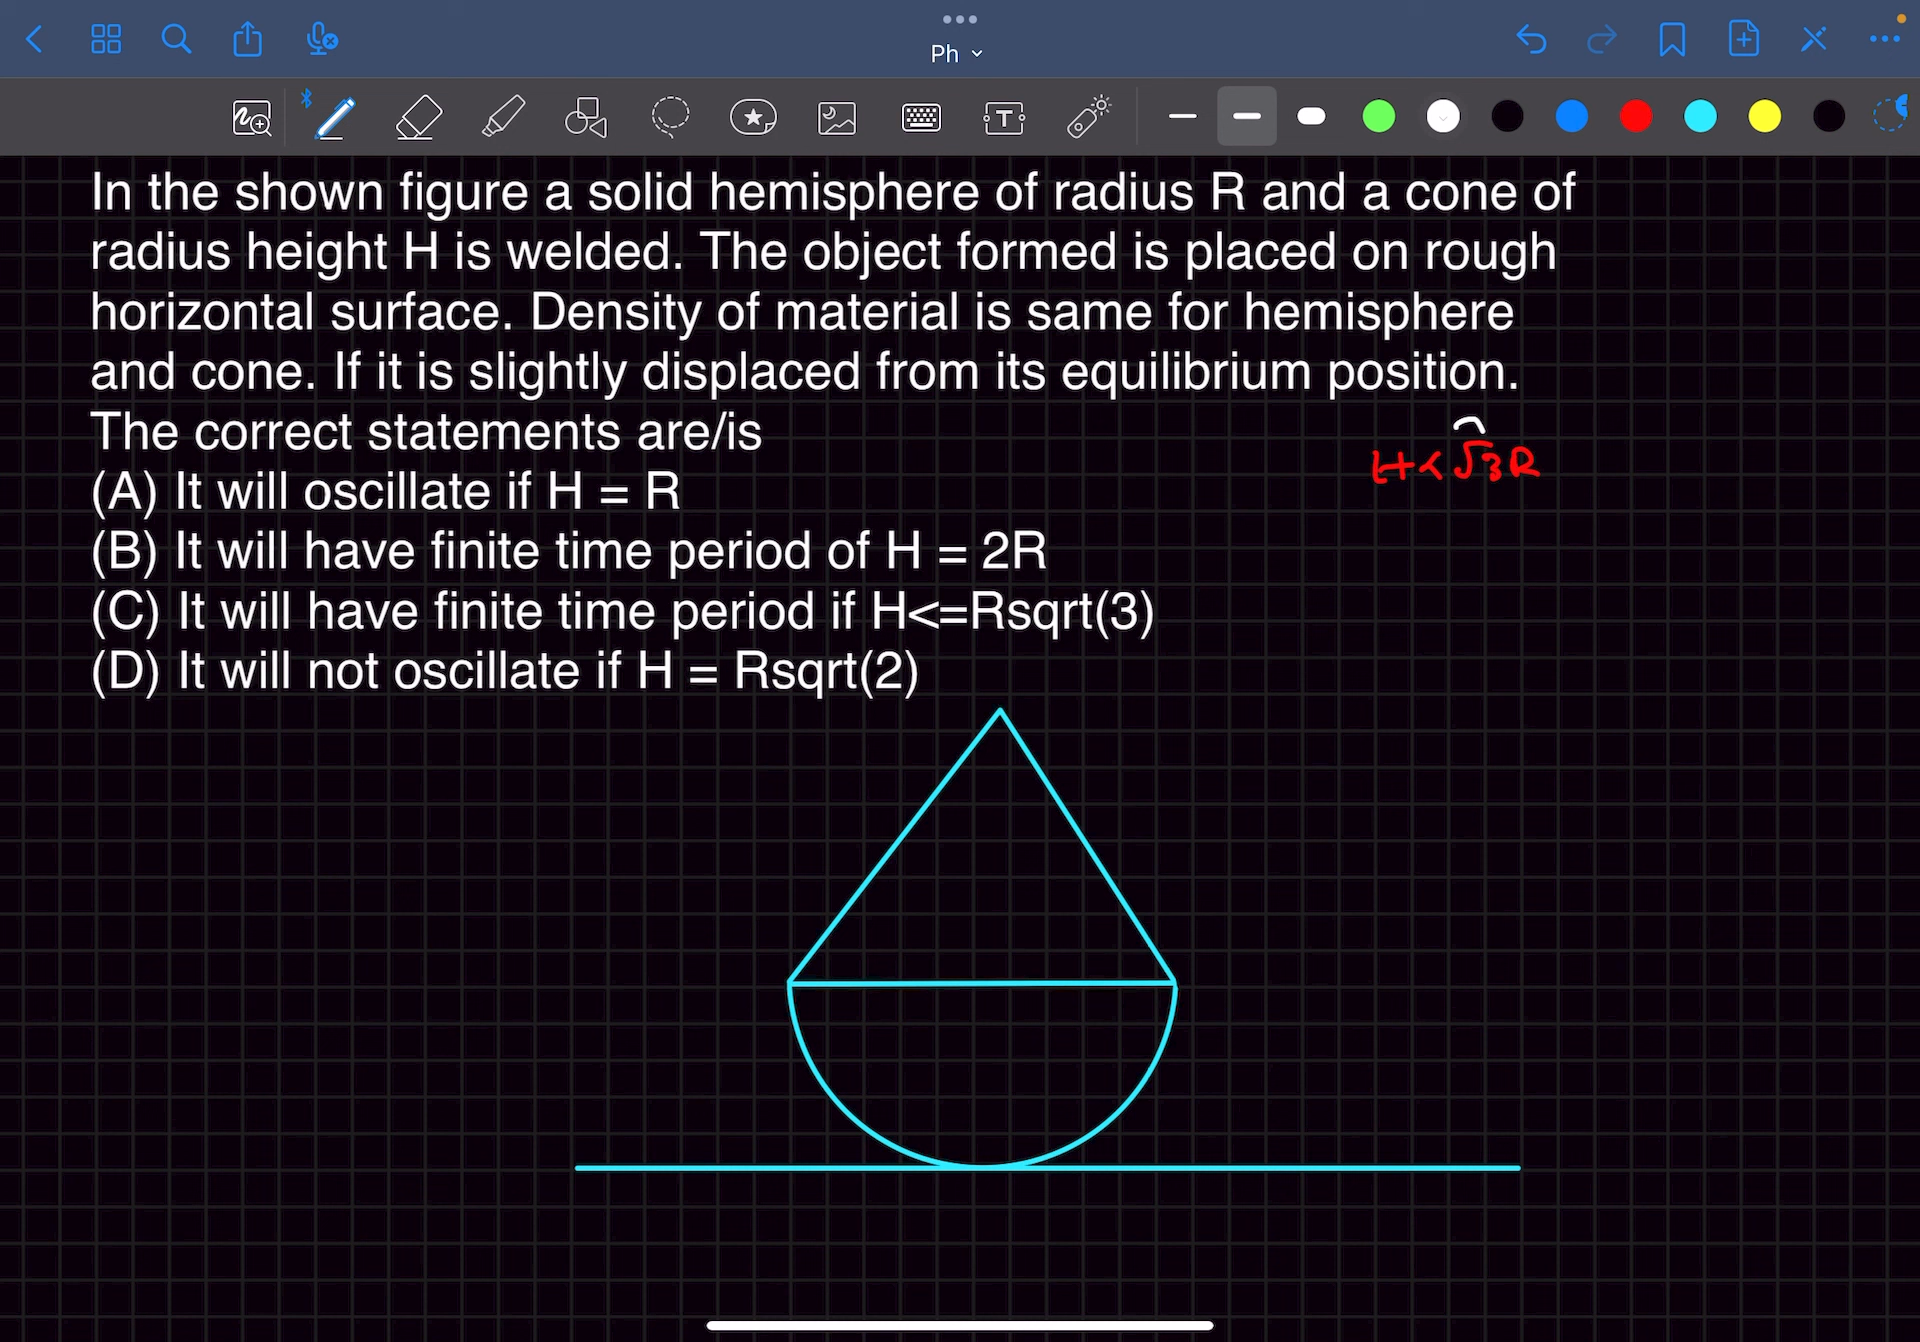 Ph
In the shown figure a solid hemisphere of radius R and a cone of
radius height H is welded. The object formed is placed on rough
horizontal surface. Density of material is same for hemisphere
and cone. If it is slightly displaced from its equilibrium position.
The correct statements are/is
H<√3R
(A) It will oscillate if H = R
(B) It will have finite time period of H = 2R
(C) It will have finite time period if H<=Rsqrt(3)
(D) It will not oscillate if H = Rsqrt(2)